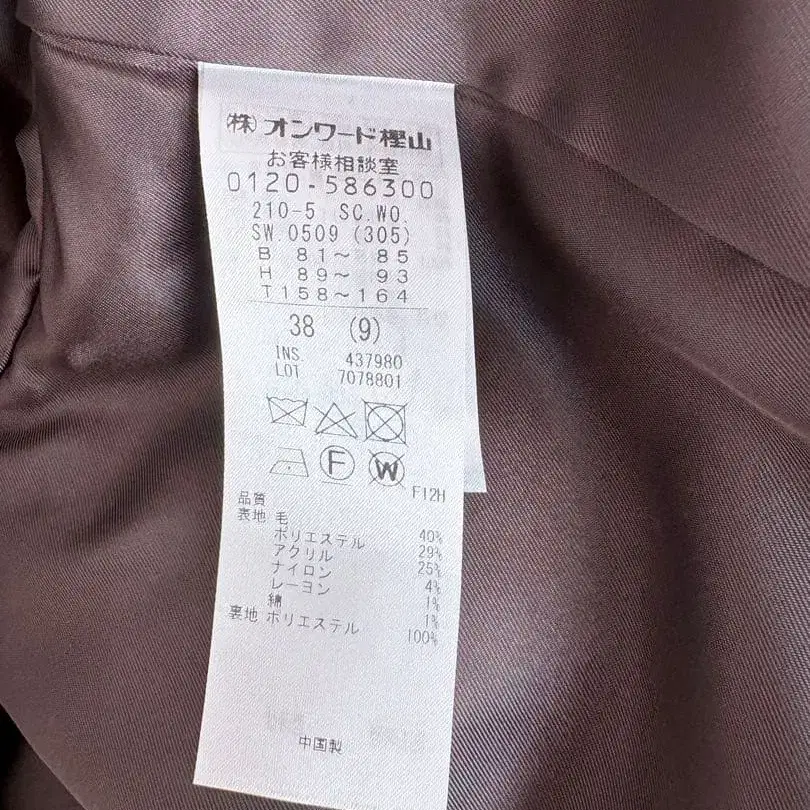 (株)オンワード樫山
お客様相談室
0120-586300
210-5 SC.WO.
SW.0509 (305)
B 81～ 85
H 89～ 93
T158～164
38 (9)
INS. 437980
LOT 7078801
F
W
F12H
品質
表地 毛 40%
ポリエステル 29%
アクリル 25%
ナイロン 4%
レーヨン 1%
綿 1%
裏地 ポリエステル 100%
中国製